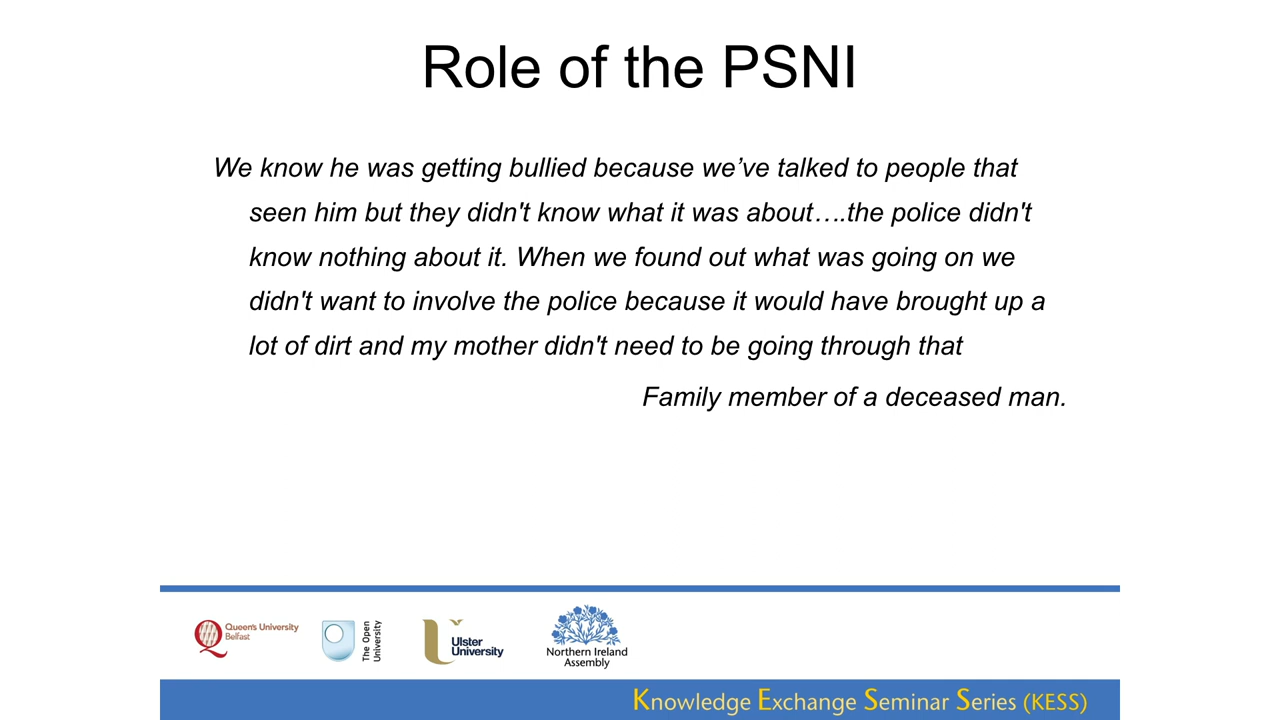 Role of the PSNI
We know he was getting bullied because we’ve talked to people that
seen him but they didn't know what it was about….the police didn't
know nothing about it. When we found out what was going on we
didn't want to involve the police because it would have brought up a
lot of dirt and my mother didn't need to be going through that
Family member of a deceased man.
Queen's University
Belfast
The Open
University
Ulster
University
Northern Ireland
Assembly
Knowledge Exchange Seminar Series (KESS)